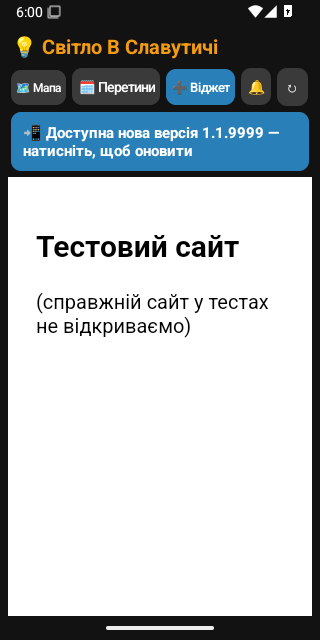 6:00
💡 Світло В Славутичі
🗺️ Мапа 🗓️ Перетини ➕ Віджет 🔔 ↻
📲 Доступна нова версія 1.1.9999 —
натисніть, щоб оновити
Тестовий сайт
(справжній сайт у тестах
не відкриваємо)